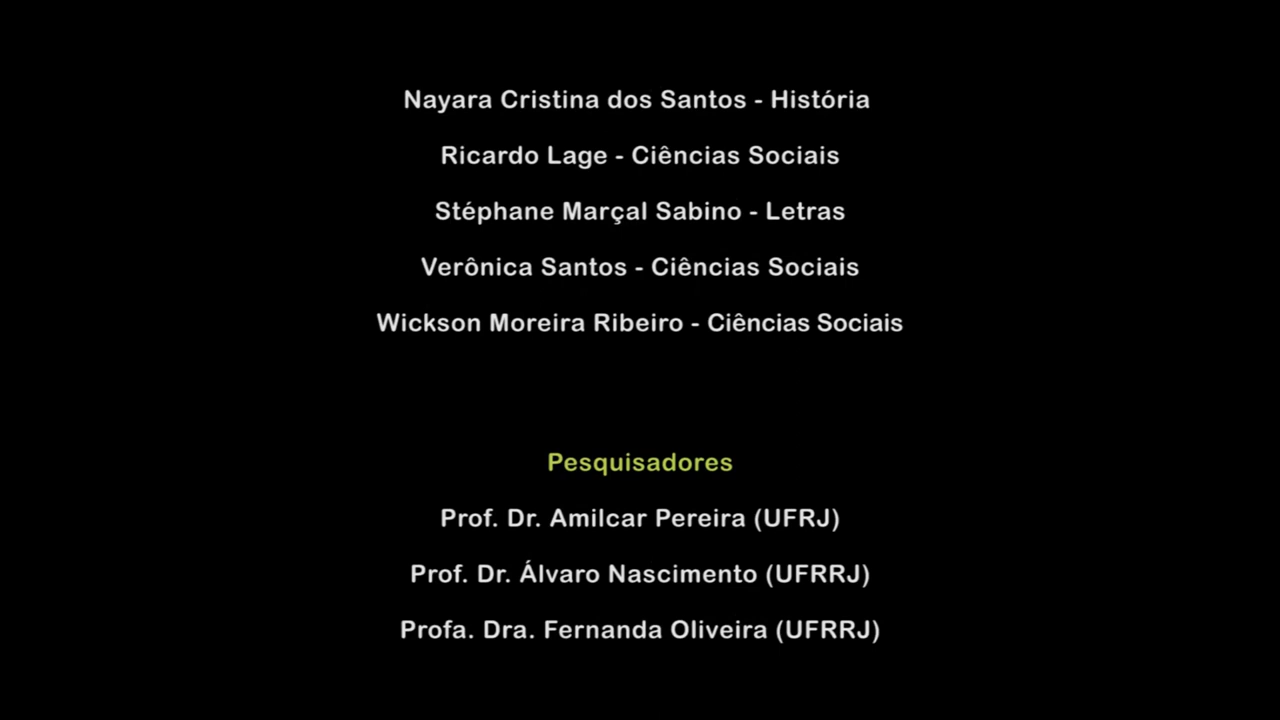 Nayara Cristina dos Santos - História
Ricardo Lage - Ciências Sociais
Stéphane Marçal Sabino - Letras
Verônica Santos - Ciências Sociais
Wickson Moreira Ribeiro - Ciências Sociais
Pesquisadores
Prof. Dr. Amilcar Pereira (UFRJ)
Prof. Dr. Álvaro Nascimento (UFRRJ)
Profa. Dra. Fernanda Oliveira (UFRRJ)